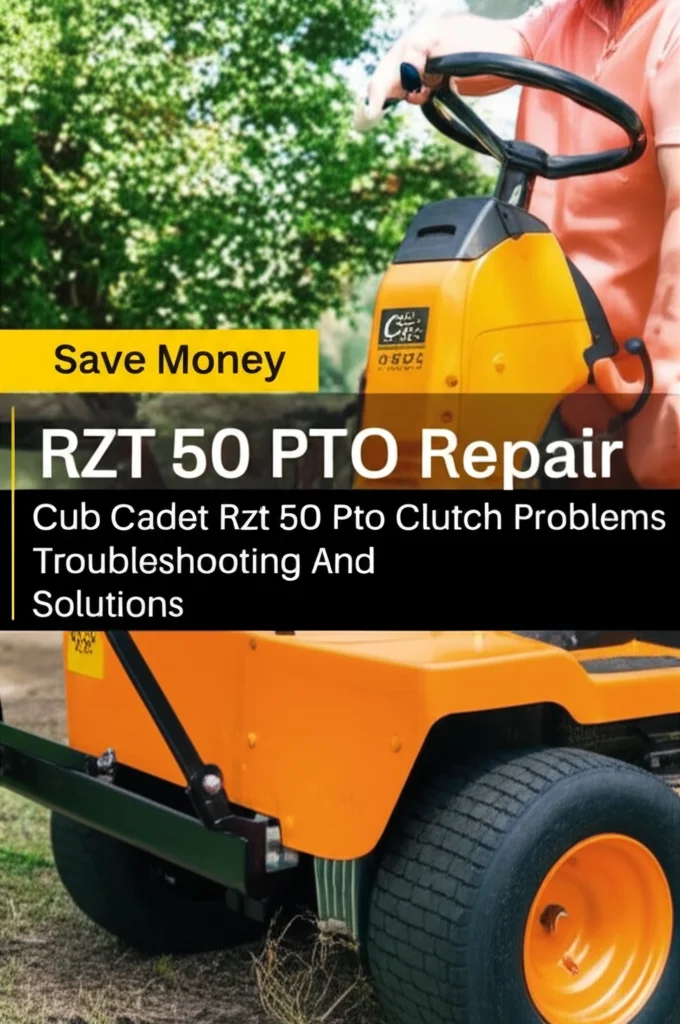 Save Money
RZT 50 PTO Repair
Cub Cadet Rzt 50 Pto Clutch Problems
Troubleshooting And
Solutions